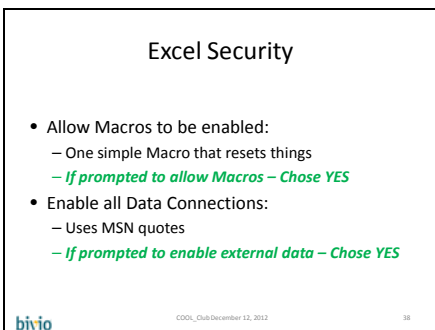 Excel Security
• Allow Macros to be enabled:
– One simple Macro that resets things
– If prompted to allow Macros – Chose YES
• Enable all Data Connections:
– Uses MSN quotes
– If prompted to enable external data – Chose YES
bivio
COOL_Club December 12, 2012
38